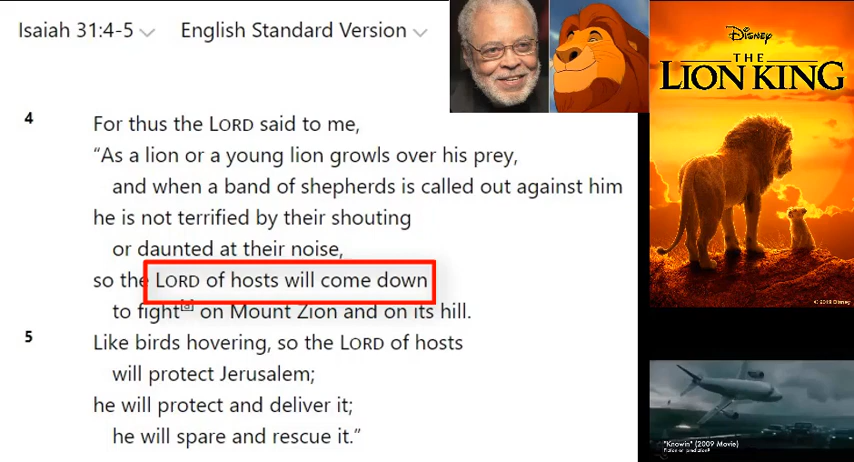 Isaiah 31:4-5 English Standard Version
4 For thus the LORD said to me,
“As a lion or a young lion growls over his prey,
and when a band of shepherds is called out against him
he is not terrified by their shouting
or daunted at their noise,
so the LORD of hosts will come down
to fight[a] on Mount Zion and on its hill.
5 Like birds hovering, so the LORD of hosts
will protect Jerusalem;
he will protect and deliver it;
he will spare and rescue it.”
Disney
THE
LION KING
"Knowin" (2009 Movie)